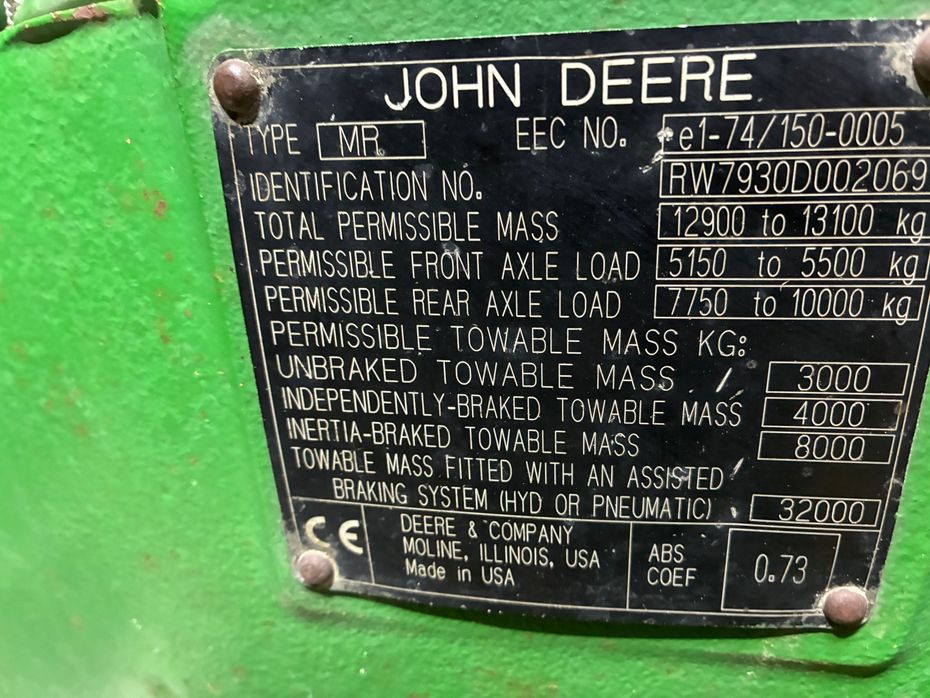 JOHN DEERE
TYPE MR EEC NO. e1-74/150-0005
IDENTIFICATION NO. RW7930D002069
TOTAL PERMISSIBLE MASS 12900 to 13100 kg
PERMISSIBLE FRONT AXLE LOAD 5150 to 5500 kg
PERMISSIBLE REAR AXLE LOAD 7750 to 10000 kg
PERMISSIBLE TOWABLE MASS KG:
UNBRAKED TOWABLE MASS 3000
INDEPENDENTLY-BRAKED TOWABLE MASS 4000
INERTIA-BRAKED TOWABLE MASS 8000
TOWABLE MASS FITTED WITH AN ASSISTED
BRAKING SYSTEM (HYD OR PNEUMATIC) 32000
CE
DEERE & COMPANY
MOLINE, ILLINOIS, USA
Made in USA
ABS
COEF
0.73